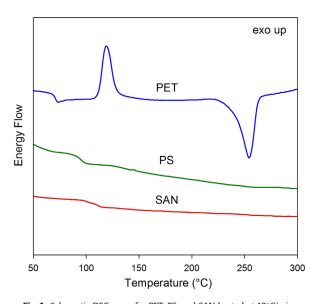 exo up
PET
PS
SAN
Energy Flow
50 100 150 200 250 300
Temperature (°C)